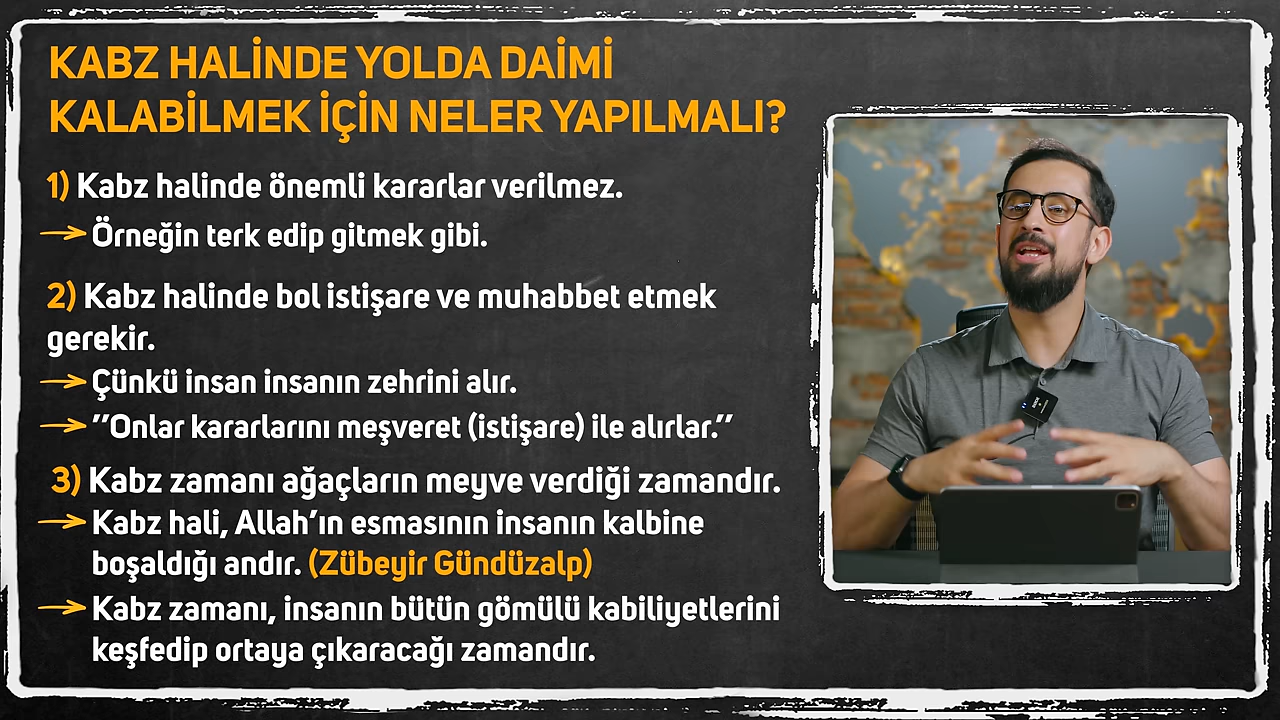 KABZ HALİNDE YOLDA DAİMİ
KALABİLMEK İÇİN NELER YAPILMALI?
1) Kabz halinde önemli kararlar verilmez.
Örneğin terk edip gitmek gibi.
2) Kabz halinde bol istişare ve muhabbet etmek
gerekir.
Çünkü insan insanın zehrini alır.
"Onlar kararlarını meşveret (istişare) ile alırlar."
3) Kabz zamanı ağaçların meyve verdiği zamandır.
Kabz hali, Allah'ın esmasının insanın kalbine
boşaldığı andır. (Zübeyir Gündüzalp)
Kabz zamanı, insanın bütün gömülü kabiliyetlerini
keşfedip ortaya çıkaracağı zamandır.